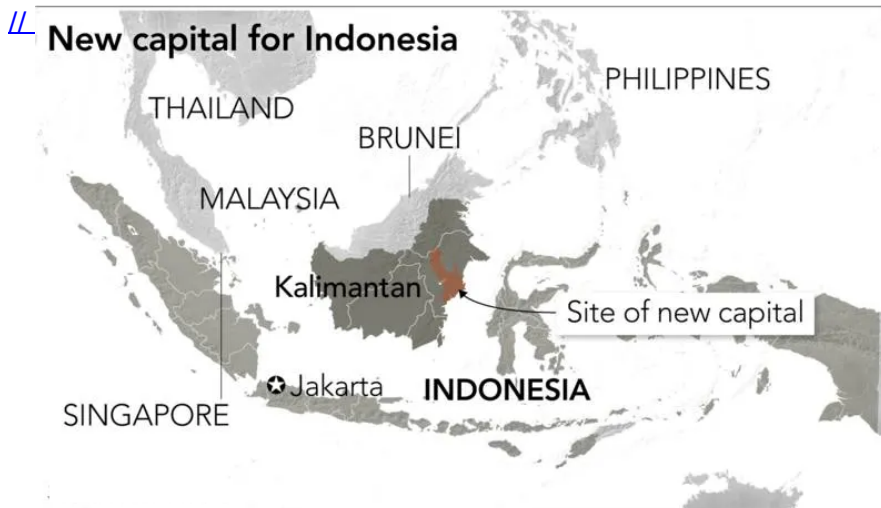 //
New capital for Indonesia
PHILIPPINES
THAILAND
BRUNEI
MALAYSIA
Kalimantan
Site of new capital
Jakarta
INDONESIA
SINGAPORE